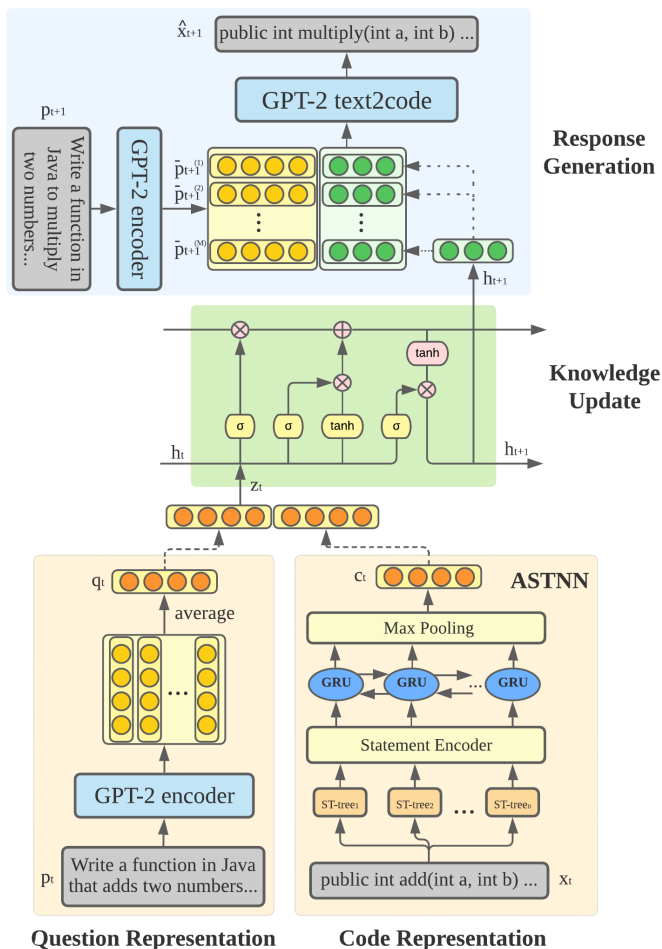 x̂t+1
public int multiply(int a, int b) ...
GPT-2 text2code
pt+1
Write a function in
Java to multiply
two numbers...
GPT-2 encoder
p̄t+1(1)
p̄t+1(2)
p̄t+1(M)
Response
Generation
ht+1
tanh
Knowledge
Update
σ
σ
tanh
σ
ht
ht+1
zt
qt
average
GPT-2 encoder
pt
Write a function in Java
that adds two numbers...
Question Representation
ct
ASTNN
Max Pooling
GRU
GRU
...
GRU
Statement Encoder
ST-tree1
ST-tree2
...
ST-treen
public int add(int a, int b) ...
xt
Code Representation